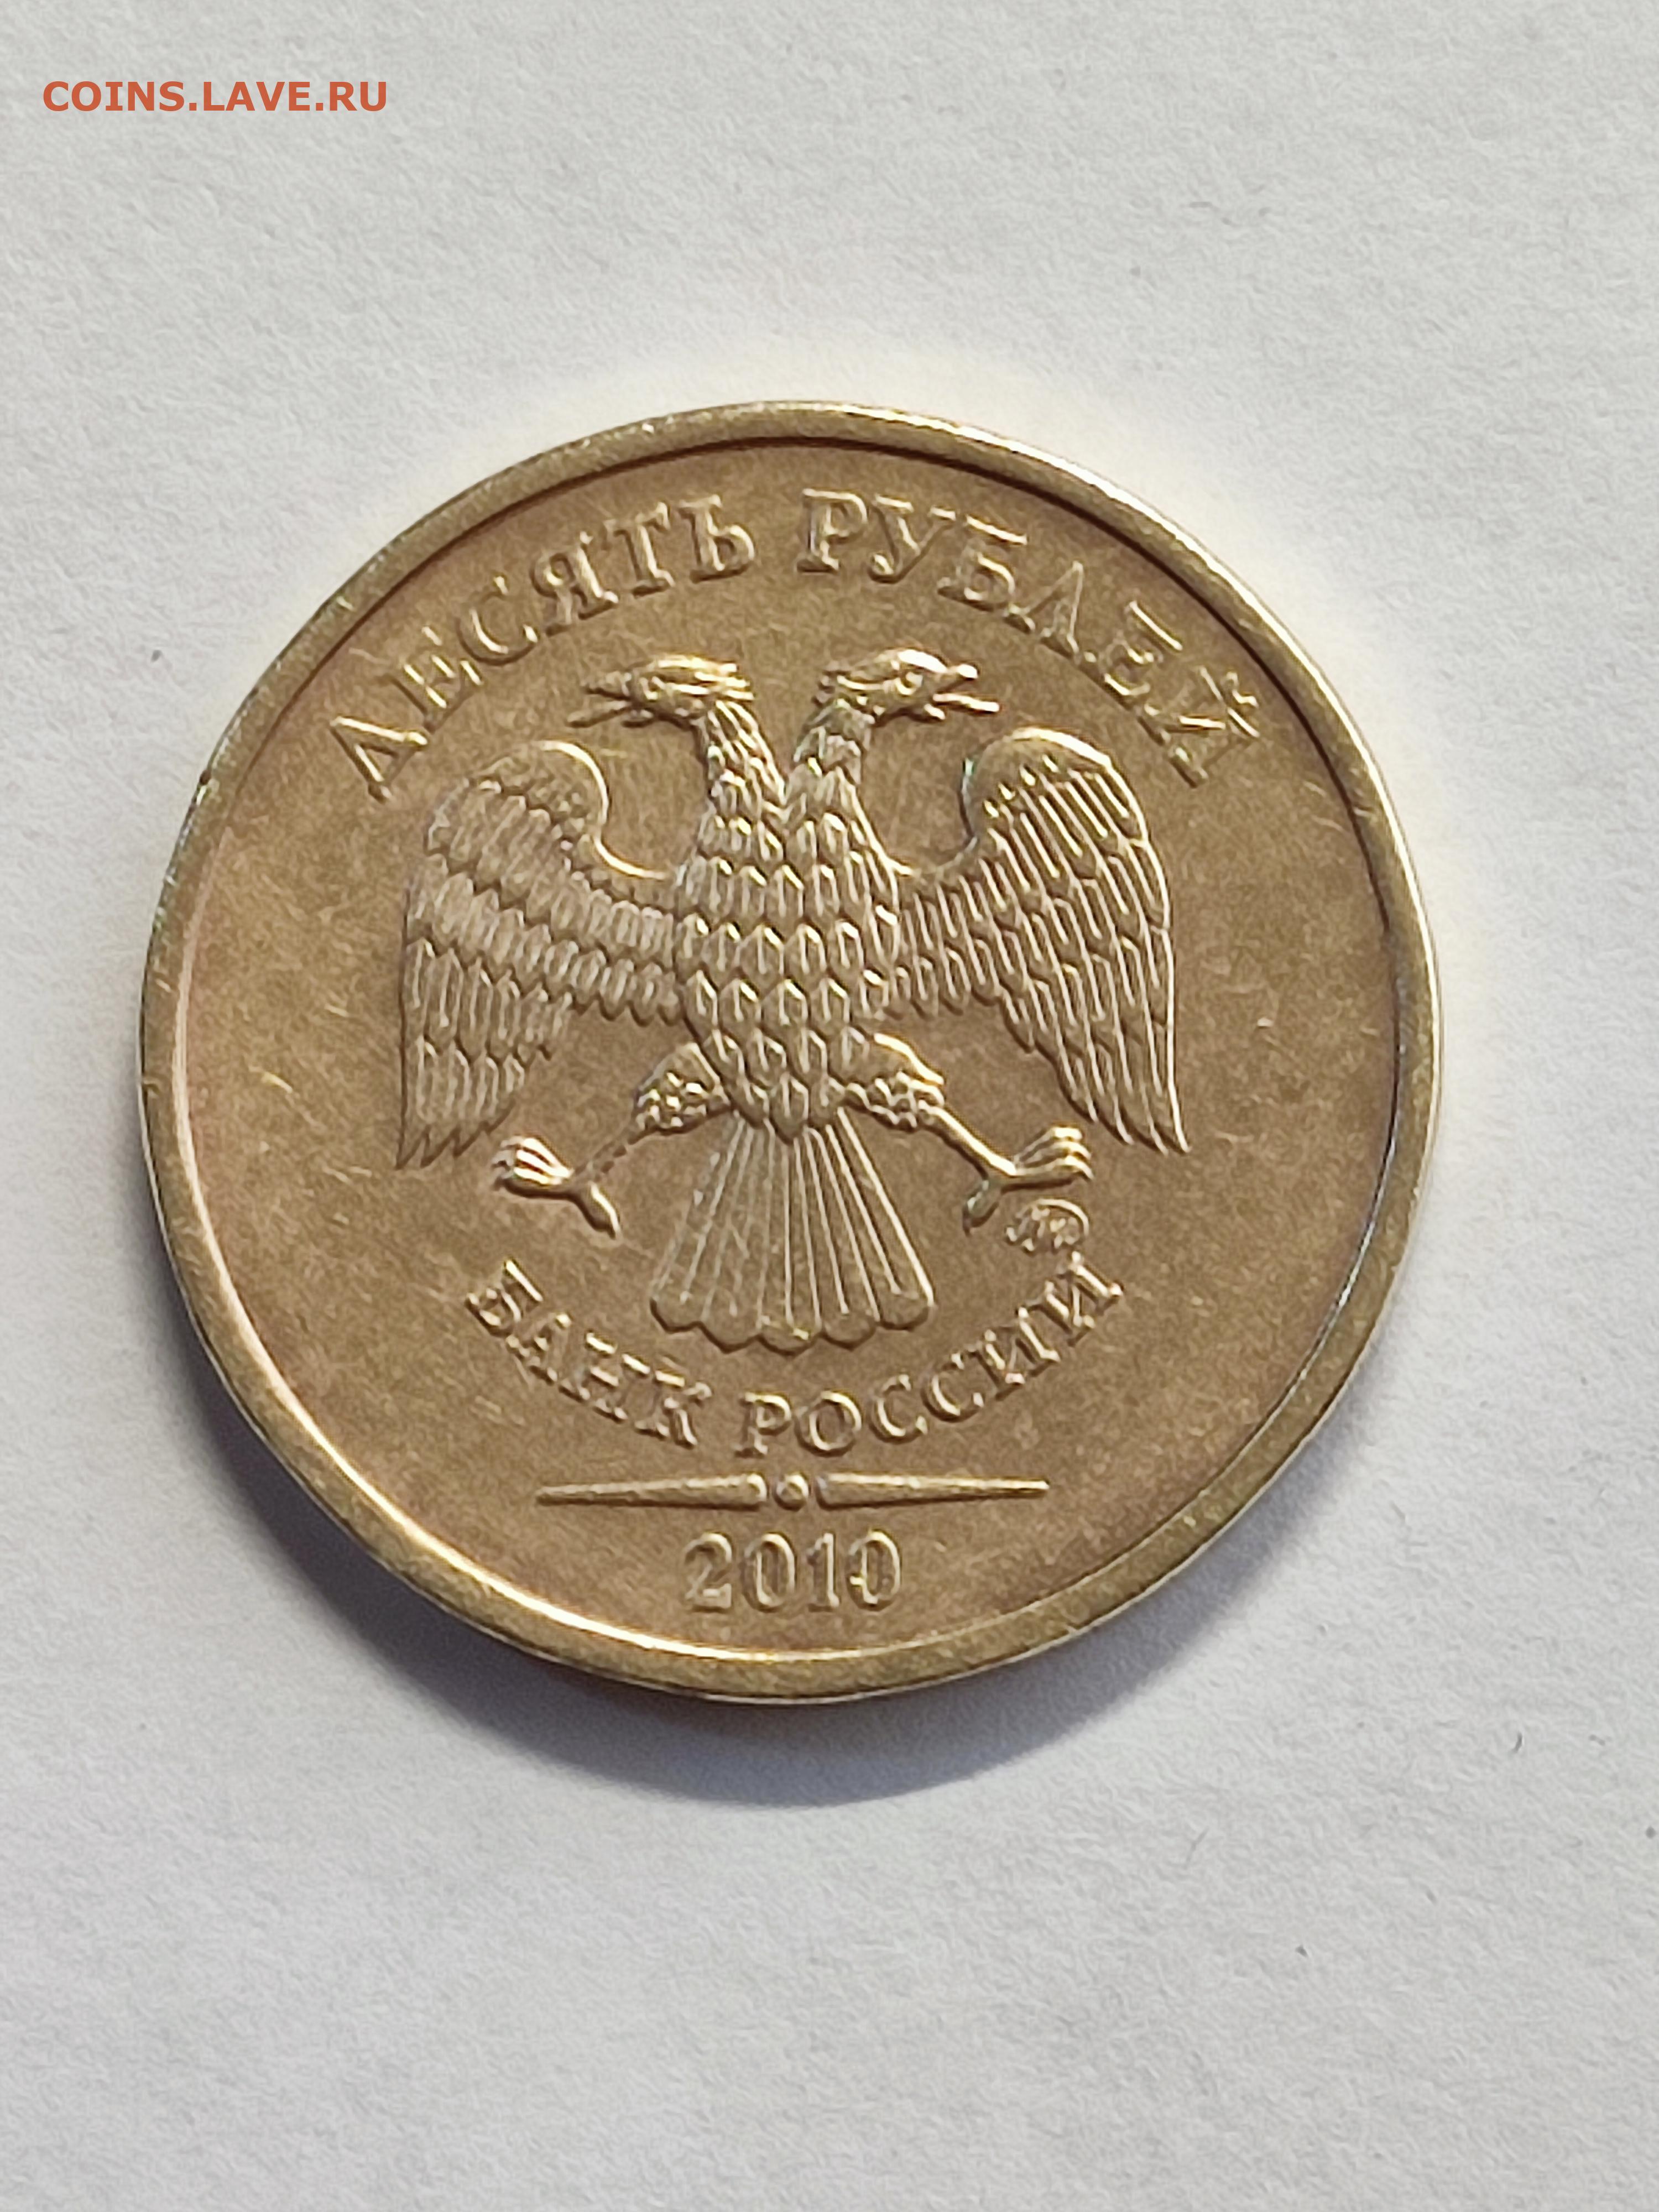 COINS.LAVE.RU
ДЕСЯТЬ РУБЛЕЙ
БАНК РОССИИ
2010